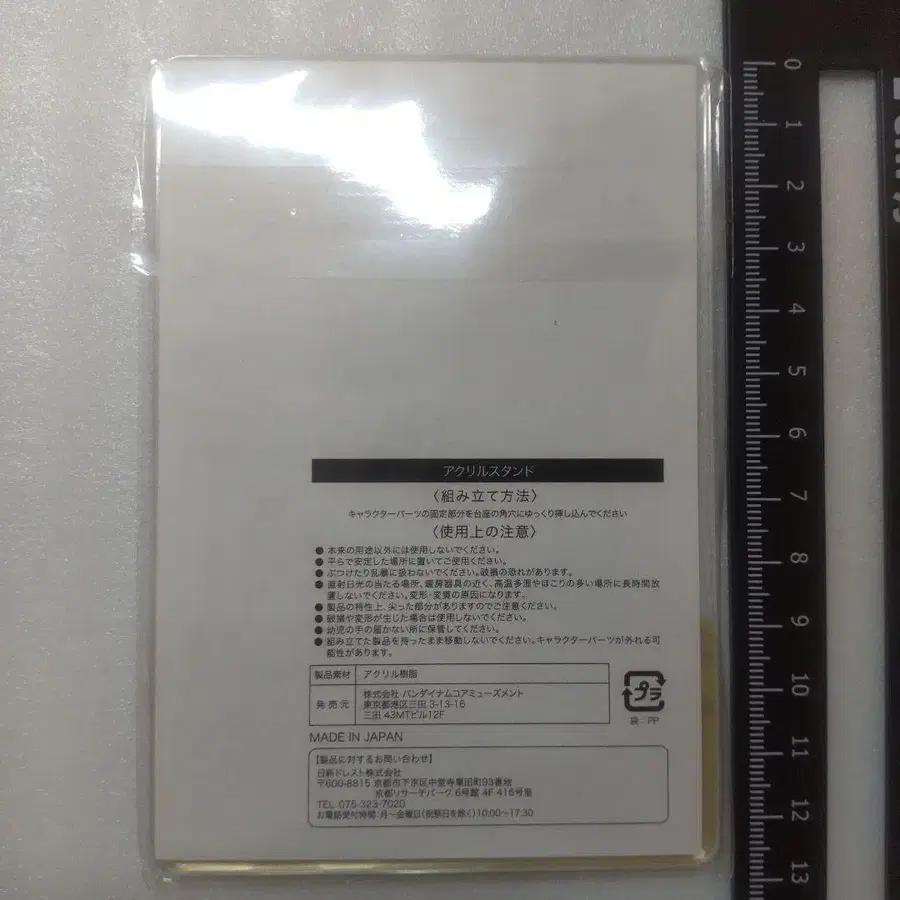 アクリルスタンド
〈組み立て方法〉
キャラクターパーツの固定部分を台座の角穴にゆっくり挿し込んでください
〈使用上の注意〉
● 本来の用途以外には使用しないでください。
● 平らで安定した場所に置いてご使用ください。
● ぶつけたり乱暴に扱わないでください。破損の恐れがあります。
● 直射日光の当たる場所、暖房器具の近く、高温多湿やほこりの多い場所に長時間放
置しないでください。変形・変質の原因になります。
● 製品の特性上、尖った部分がありますのでご注意ください。
● 破損や変形が生じた場合は使用しないでください。
● 幼児の手の届かない所に保管してください。
● 組み立てた製品を持ったまま移動しないでください。キャラクターパーツが外れる可
能性があります。
製品素材 アクリル樹脂
発売元 株式会社 バンダイナムコアミューズメント
東京都港区三田 3-13-16
三田 43MTビル12F
プラ
袋：PP
MADE IN JAPAN
【製品に対するお問い合わせ】
日新ドレスト株式会社
〒600-8815 京都市下京区中堂寺粟田町93番地
京都リサーチパーク 6号館 4F 416号室
TEL 075-323-7020
お電話受付時間：月～金曜日（祝祭日を除く）10:00～17:30
0
1
2
3
4
5
6
7
8
9
10
11
12
13